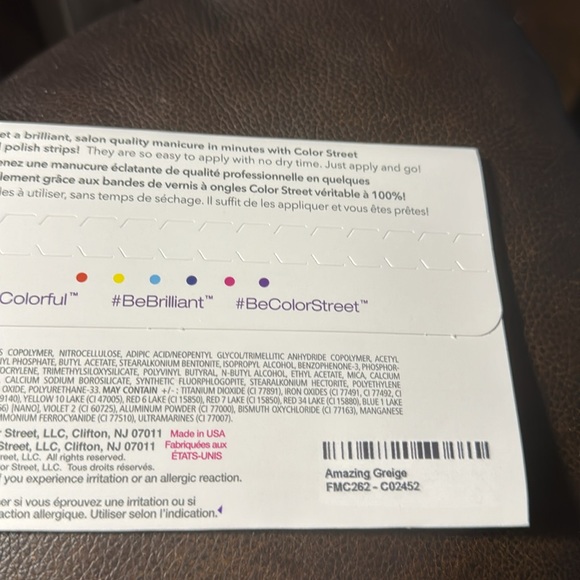 et a brilliant, salon quality manicure in minutes with Color Street
polish strips! They are so easy to apply with no dry time. Just apply and go!
enez une manucure éclatante de qualité professionnelle en quelques
lement grâce aux bandes de vernis à ongles Color Street véritable à 100%!
les à utiliser, sans temps de séchage. Il suffit de les appliquer et vous êtes prêtes!
Colorful™ #BeBrilliant™ #BeColorStreet™
S COPOLYMER, NITROCELLULOSE, ADIPIC ACID/NEOPENTYL GLYCOL/TRIMELLITIC ANHYDRIDE COPOLYMER, ACETYL
YL PHOSPHATE, BUTYL ACETATE, STEARALKONIUM BENTONITE, ISOPROPYL ALCOHOL, BENZOPHENONE-3, PHOSPHOR-
OCRYLENE, TRIMETHYLSILOXYSILICATE, POLYVINYL BUTYRAL, N-BUTYL ALCOHOL, ETHYL ACETATE, MICA, CALCIUM
, CALCIUM SODIUM BOROSILICATE, SYNTHETIC FLUORPHLOGOPITE, STEARALKONIUM HECTORITE, POLYETHYLENE
OXIDE, POLYURETHANE-33. MAY CONTAIN +/-: TITANIUM DIOXIDE (CI 77891), IRON OXIDES (CI 77491, CI 77492, CI
9140), YELLOW 10 LAKE (CI 47005), RED 6 LAKE (CI 15850), RED 7 LAKE (CI 15850), RED 34 LAKE (CI 15880), BLUE 1 LAKE
[NANO], VIOLET 2 (CI 60725), ALUMINUM POWDER (CI 77000), BISMUTH OXYCHLORIDE (CI 77163), MANGANESE
MMONIUM FERROCYANIDE (CI 77510), ULTRAMARINES (CI 77007).
Street, LLC, Clifton, NJ 07011 Made in USA
Street, LLC, Clifton, NJ 07011 Fabriquées aux
reet, LLC. All rights reserved. ÉTATS-UNIS
or Street, LLC. Tous droits réservés.
f you experience irritation or an allergic reaction.
er si vous éprouvez une irritation ou si
action allergique. Utiliser selon l'indication.
Amazing Greige
FMC262 - C02452